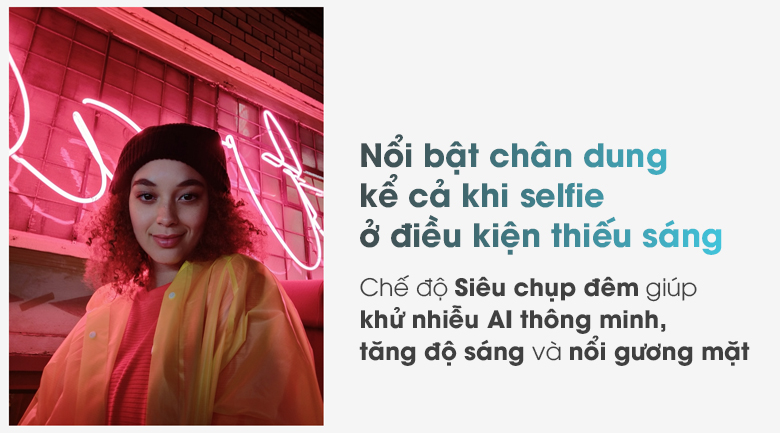 Nổi bật chân dung
kể cả khi selfie
ở điều kiện thiếu sáng
Chế độ Siêu chụp đêm giúp
khử nhiễu AI thông minh,
tăng độ sáng và nổi gương mặt